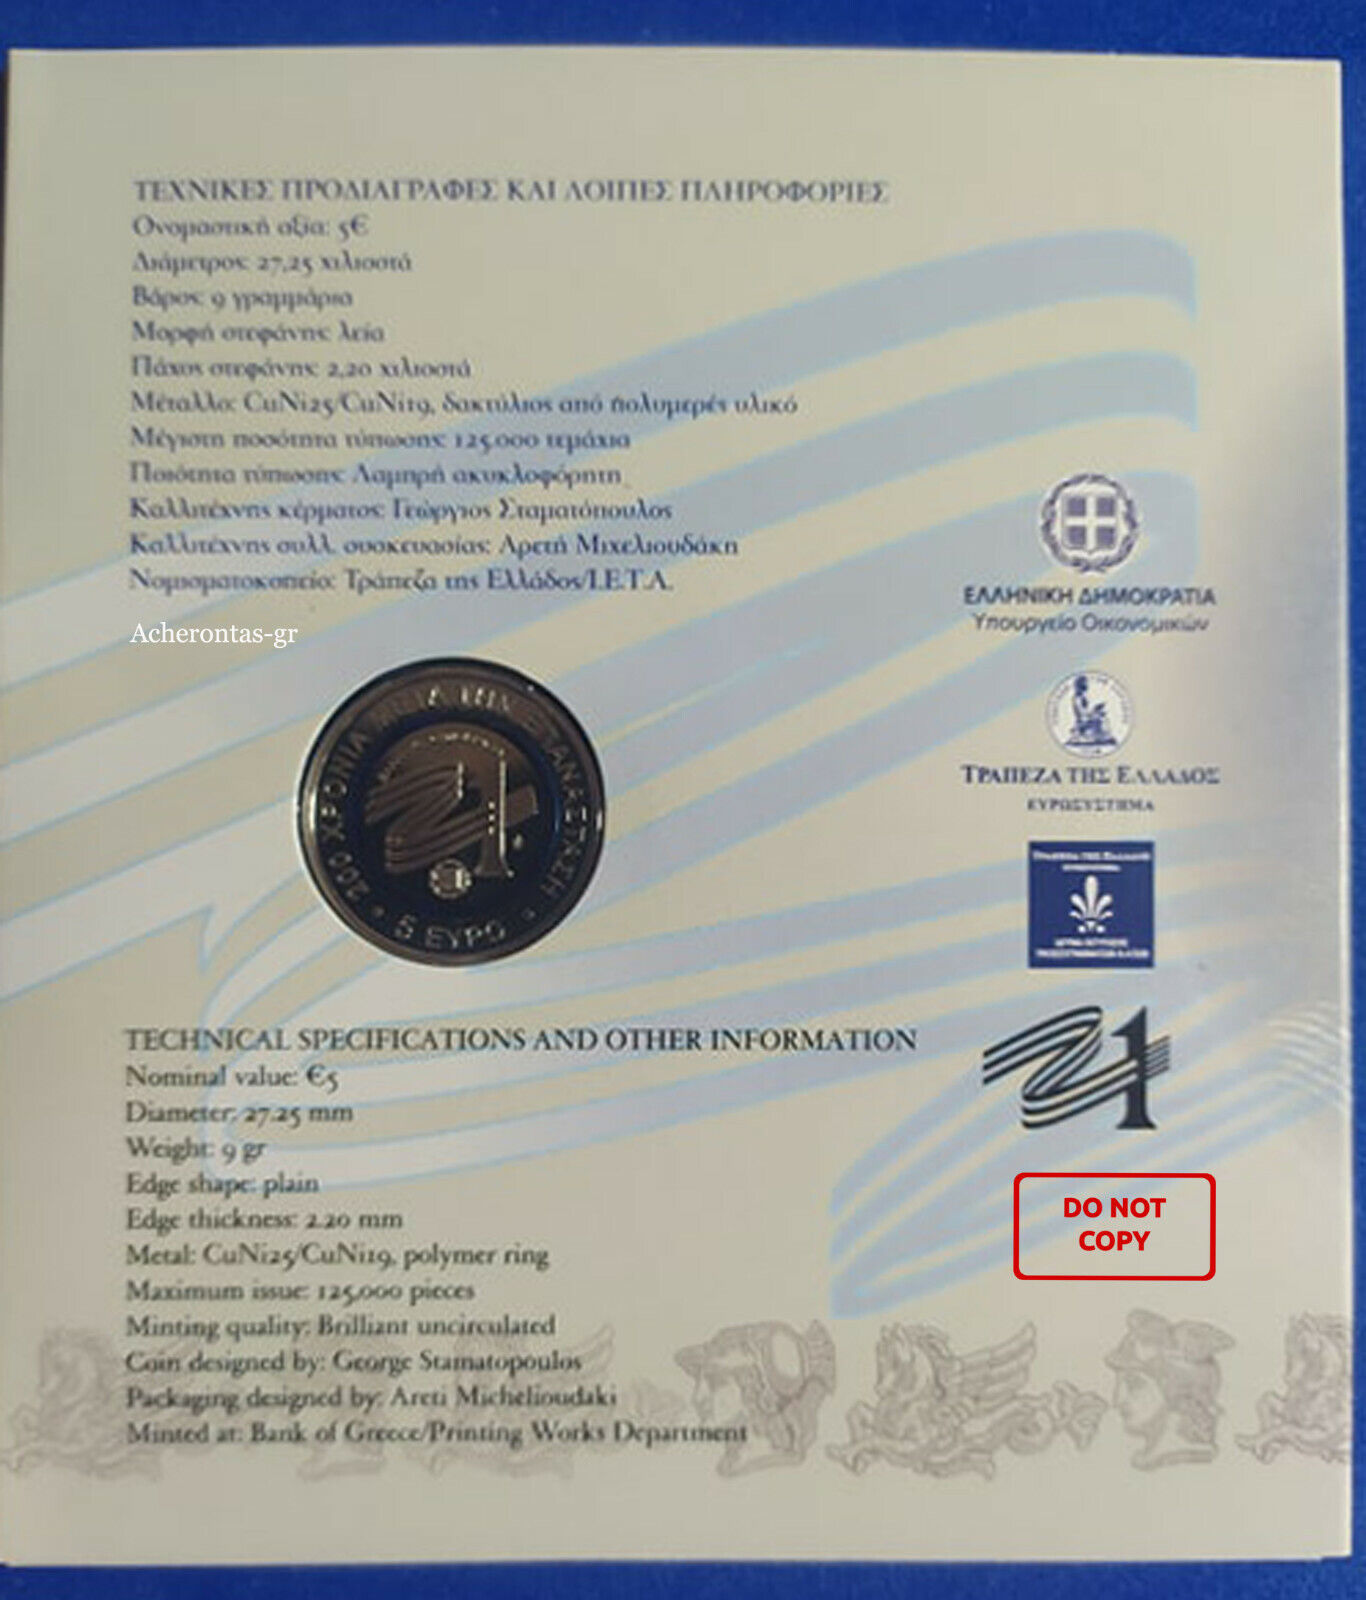 ΤΕΧΝΙΚΕΣ ΠΡΟΔΙΑΓΡΑΦΕΣ ΚΑΙ ΛΟΙΠΕΣ ΠΛΗΡΟΦΟΡΙΕΣ
Ονομαστική αξία: 5€
Διάμετρος: 27,25 χιλιοστά
Βάρος: 9 γραμμάρια
Μορφή στεφάνης: λεία
Πάχος στεφάνης: 2,20 χιλιοστά
Μέταλλο: CuNi25/CuNi19, δακτύλιος από πολυμερές υλικό
Μέγιστη ποσότητα τύπωσης: 125.000 τεμάχια
Ποιότητα τύπωσης: Λαμπρή ακυκλοφόρητη
Καλλιτέχνης κέρματος: Γεώργιος Σταματόπουλος
Καλλιτέχνης συλλ. συσκευασίας: Αρετή Μιχελιουδάκη
Νομισματοκοπείο: Τράπεζα της Ελλάδος/Ι.Ε.Τ.Α.
Acherontas-gr
ΕΛΛΗΝΙΚΗ ΔΗΜΟΚΡΑΤΙΑ
Υπουργείο Οικονομικών
ΤΡΑΠΕΖΑ ΤΗΣ ΕΛΛΑΔΟΣ
ΕΥΡΩΣΥΣΤΗΜΑ
200 ΧΡΟΝΙΑ ΜΕΤΑ ΤΗΝ ΕΠΑΝΑΣΤΑΣΗ
21
5 ΕΥΡΩ
ΤΡΑΠΕΖΑ ΤΗΣ ΕΛΛΑΔΟΣ
21
TECHNICAL SPECIFICATIONS AND OTHER INFORMATION
Nominal value: €5
Diameter: 27.25 mm
Weight: 9 gr
Edge shape: plain
Edge thickness: 2.20 mm
Metal: CuNi25/CuNi19, polymer ring
Maximum issue: 125,000 pieces
Minting quality: Brilliant uncirculated
Coin designed by: George Stamatopoulos
Packaging designed by: Areti Michelioudaki
Minted at: Bank of Greece/Printing Works Department
DO NOT
COPY